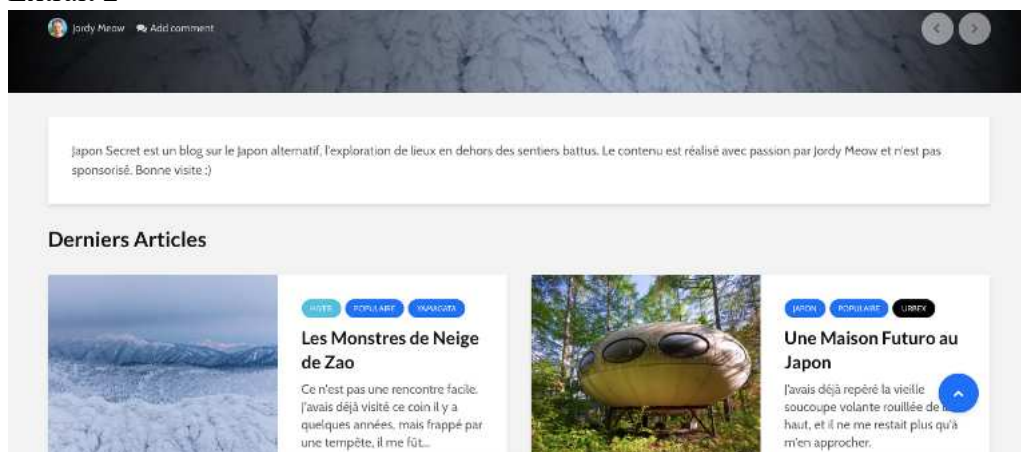 Jordy Meow Add comment
Japon Secret est un blog sur le Japon alternatif, l'exploration de lieux en dehors des sentiers battus. Le contenu est réalisé avec passion par Jordy Meow et n'est pas
sponsorisé. Bonne visite :)
Derniers Articles
HIVER POPULAIRE YAMAGATA
Les Monstres de Neige
de Zao
Ce n'est pas une rencontre facile.
J'avais déjà visité ce coin il y a
quelques années, mais frappé par
une tempête, il me fût...
JAPON POPULAIRE URBEX
Une Maison Futuro au
Japon
J'avais déjà repéré la vieille
soucoupe volante rouillée de
haut, et il ne me restait plus qu'à
m'en approcher.